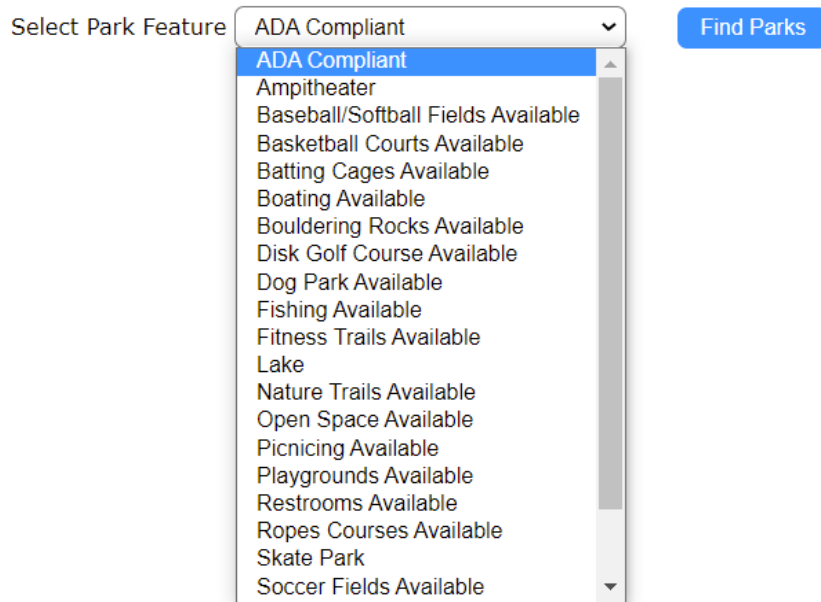 Select Park Feature ADA Compliant Find Parks
ADA Compliant
Ampitheater
Baseball/Softball Fields Available
Basketball Courts Available
Batting Cages Available
Boating Available
Bouldering Rocks Available
Disk Golf Course Available
Dog Park Available
Fishing Available
Fitness Trails Available
Lake
Nature Trails Available
Open Space Available
Picnicing Available
Playgrounds Available
Restrooms Available
Ropes Courses Available
Skate Park
Soccer Fields Available